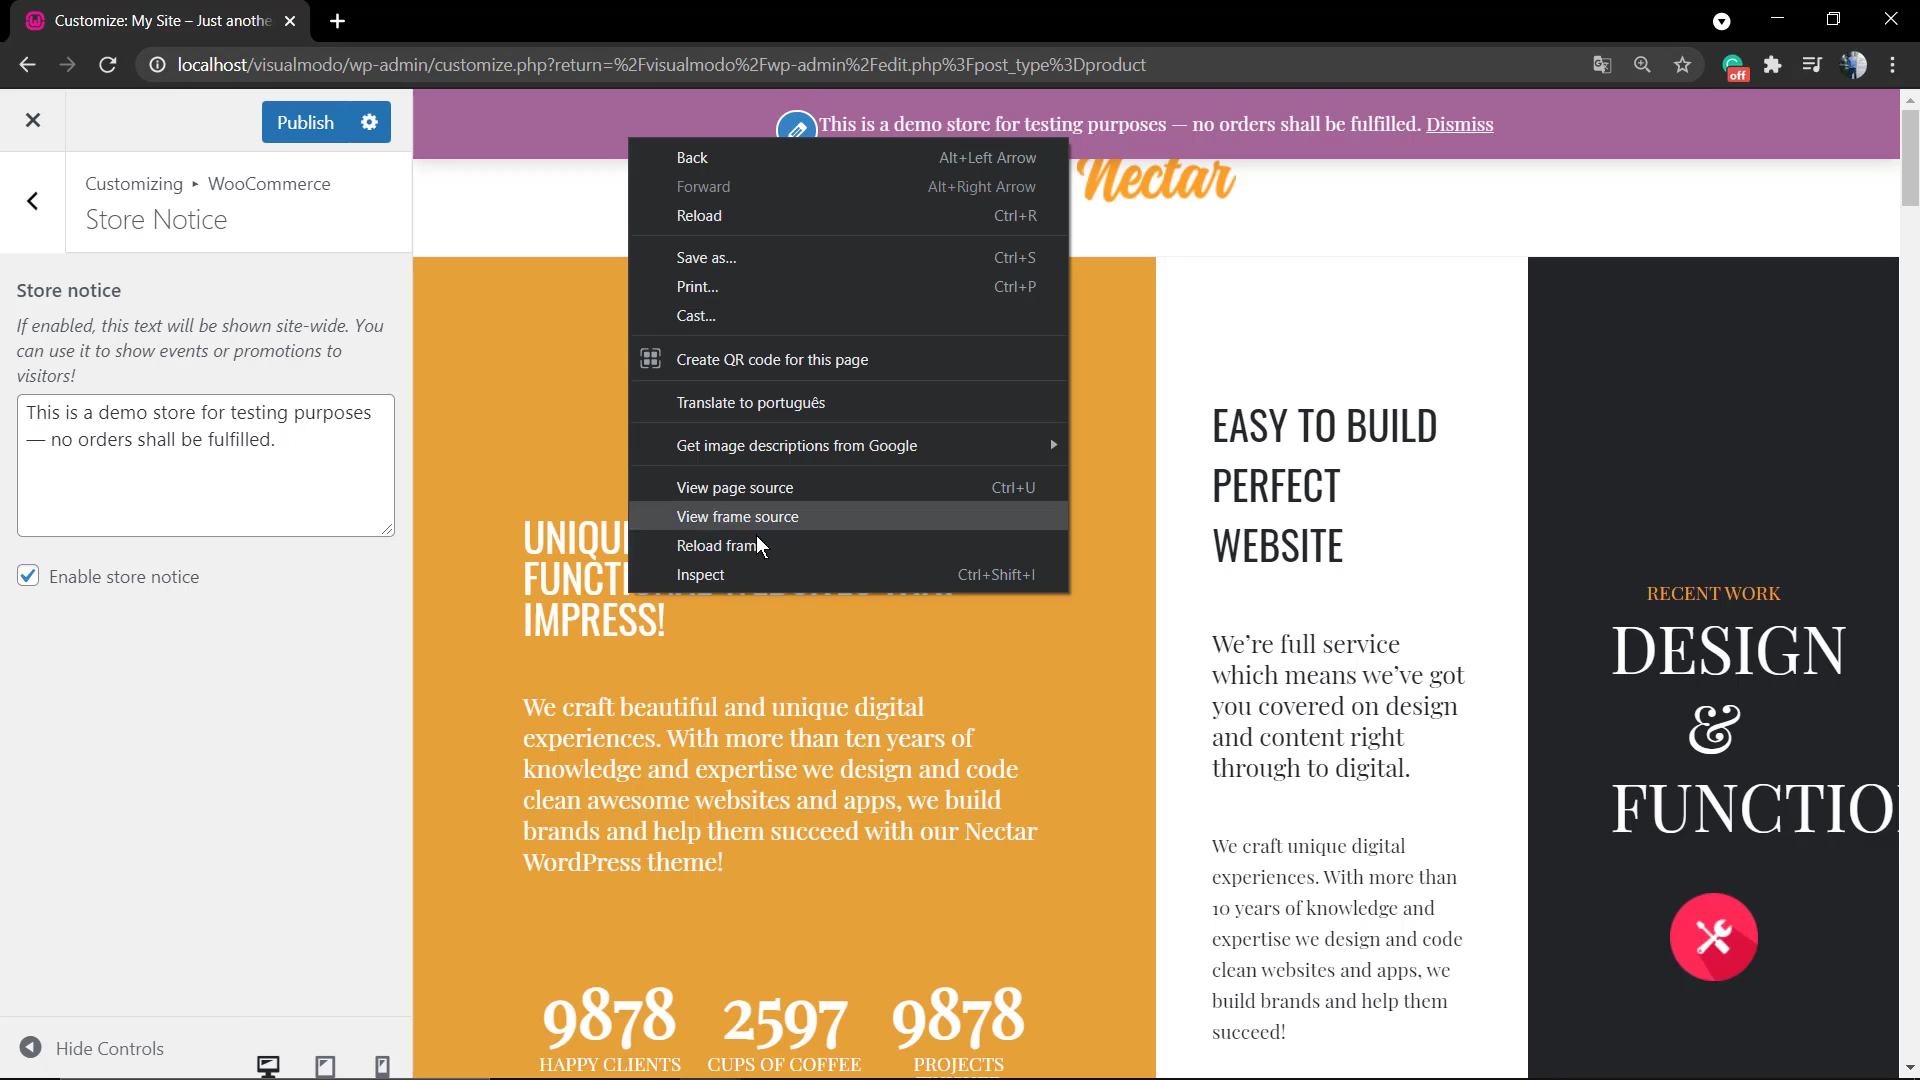 Customize: My Site – Just anothe
localhost/visualmodo/wp-admin/customize.php?return=%2Fvisualmodo%2Fwp-admin%2Fedit.php%3Fpost_type%3Dproduct
off
Publish
This is a demo store for testing purposes — no orders shall be fulfilled. Dismiss
Customizing ▸ WooCommerce
Store Notice
Store notice
If enabled, this text will be shown site-wide. You
can use it to show events or promotions to
visitors!
This is a demo store for testing purposes
— no orders shall be fulfilled.
Enable store notice
Hide Controls
Back Alt+Left Arrow
Forward Alt+Right Arrow
Reload Ctrl+R
Save as... Ctrl+S
Print... Ctrl+P
Cast...
Create QR code for this page
Translate to português
Get image descriptions from Google
View page source Ctrl+U
View frame source
Reload frame
Inspect Ctrl+Shift+I
Nectar
IMPRESS!
We craft beautiful and unique digital
experiences. With more than ten years of
knowledge and expertise we design and code
clean awesome websites and apps, we build
brands and help them succeed with our Nectar
WordPress theme!
9878 2597 9878
HAPPY CLIENTS CUPS OF COFFEE PROJECTS
EASY TO BUILD
PERFECT
WEBSITE
We're full service
which means we've got
you covered on design
and content right
through to digital.
We craft unique digital
experiences. With more than
10 years of knowledge and
expertise we design and code
clean websites and apps, we
build brands and help them
succeed!
RECENT WORK
DESIGN
&
FUNCTIO